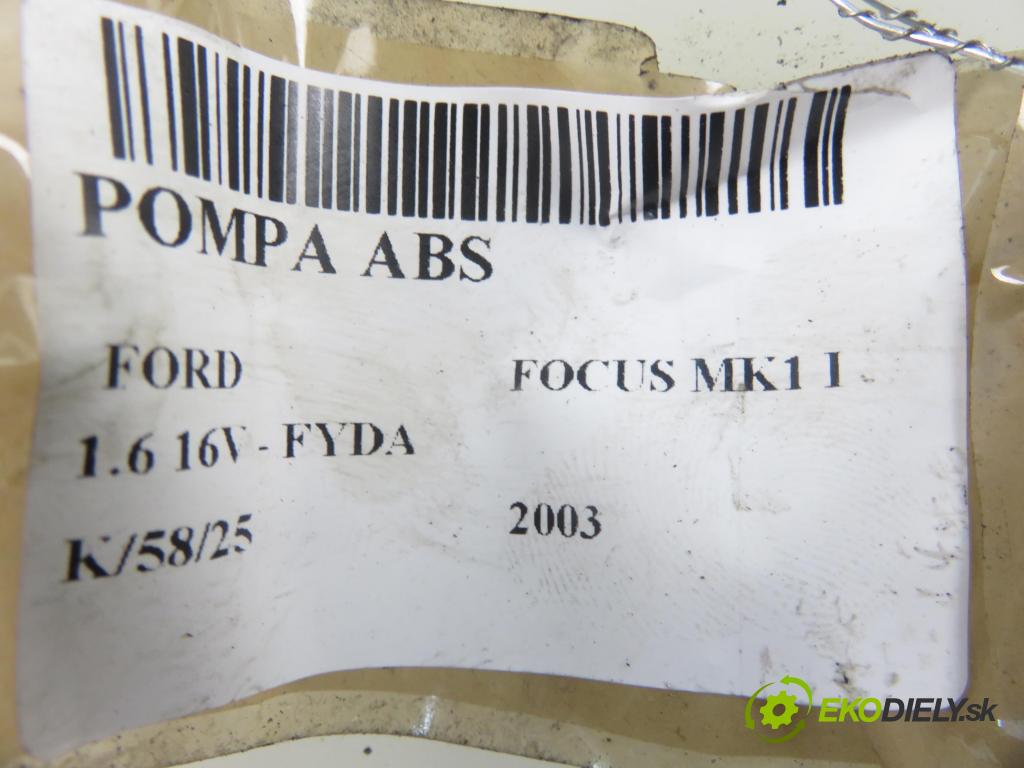 POMPA ABS
FORD FOCUS MK1 I
1.6 16V - FYDA
K/58/25 2003
EKODIELY.sk